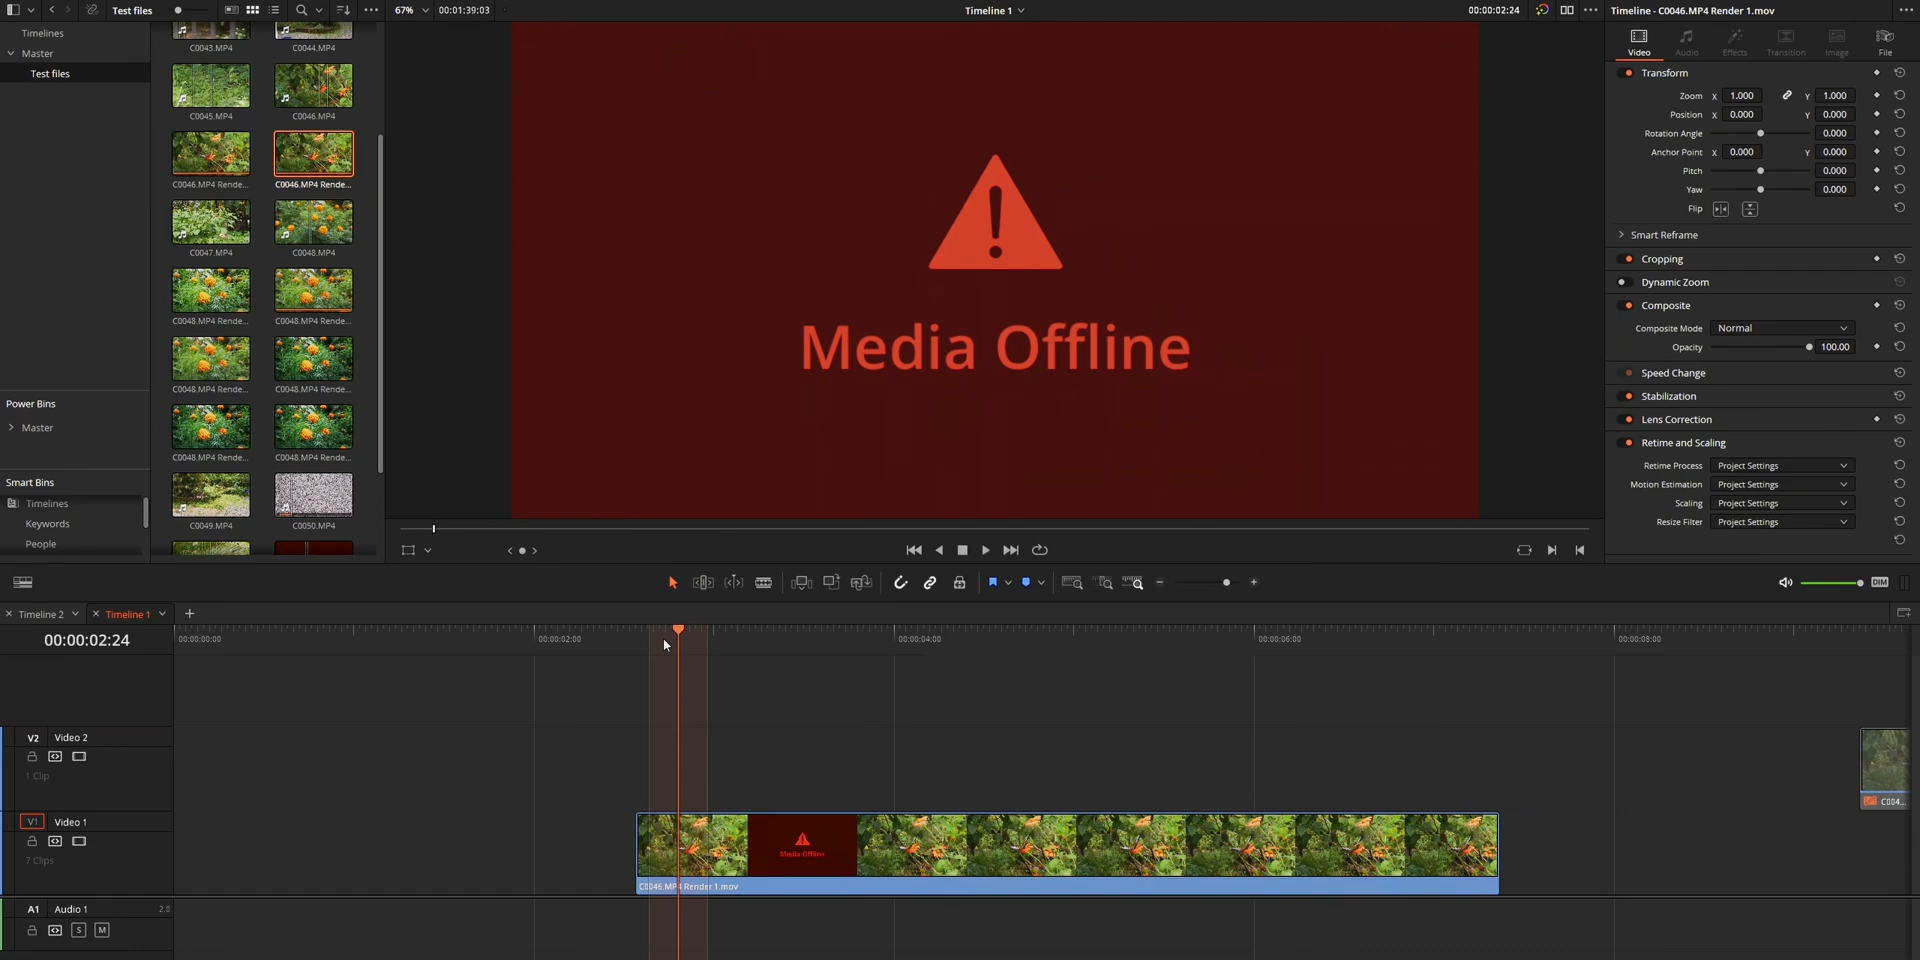 Test files
67%
00:01:39:03
Timeline 1
00:00:02:24
Timeline - C0046.MP4 Render 1.mov
Timelines
Master
Test files
Power Bins
Master
Smart Bins
Timelines
Keywords
People
C0043.MP4
C0044.MP4
C0045.MP4
C0046.MP4
C0046.MP4 Rende...
C0046.MP4 Rende...
C0047.MP4
C0048.MP4
C0048.MP4 Rende...
C0048.MP4 Rende...
C0048.MP4 Rende...
C0048.MP4 Rende...
C0048.MP4 Rende...
C0048.MP4 Rende...
C0049.MP4
C0050.MP4
Media Offline
Video
Audio
Effects
Transition
Image
File
Transform
Zoom X 1.000 Y 1.000
Position X 0.000 Y 0.000
Rotation Angle 0.000
Anchor Point X 0.000 Y 0.000
Pitch 0.000
Yaw 0.000
Flip
Smart Reframe
Cropping
Dynamic Zoom
Composite
Composite Mode Normal
Opacity 100.00
Speed Change
Stabilization
Lens Correction
Retime and Scaling
Retime Process Project Settings
Motion Estimation Project Settings
Scaling Project Settings
Resize Filter Project Settings
DIM
Timeline 2
Timeline 1
00:00:02:24
00:00:00:00
00:00:02:00
00:00:04:00
00:00:06:00
00:00:08:00
V2 Video 2
1 Clip
C004...
V1 Video 1
7 Clips
Media Offline
C0046.MP4 Render 1.mov
A1 Audio 1 2.0
S M